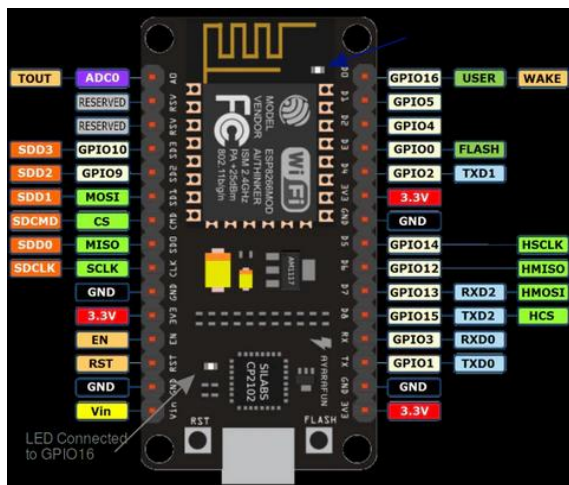 TOUT ADC0 A0 D0 GPIO16 USER WAKE
RESERVED RSV D1 GPIO5
RESERVED RSV D2 GPIO4
SDD3 GPIO10 SD3 D3 GPIO0 FLASH
SDD2 GPIO9 SD2 D4 GPIO2 TXD1
SDD1 MOSI SD1 3V3 3.3V
SDCMD CS CMD GND GND
SDD0 MISO SD0 D5 GPIO14 HSCLK
SDCLK SCLK CLK D6 GPIO12 HMISO
GND GND D7 GPIO13 RXD2 HMOSI
3.3V 3V3 D8 GPIO15 TXD2 HCS
EN EN RX GPIO3 RXD0
RST RST TX GPIO1 TXD0
GND GND GND GND
Vin Vin 3V3 3.3V
MODEL
VENDOR
ESP8266MOD
AI/THINKER
ISM 2.4GHz
PA +25dBm
802.11b/g/n
FC
Wi Fi
AM1117
SILABS
CP2102
AYARAFUN
RST
FLASH
LED Connected
to GPIO16